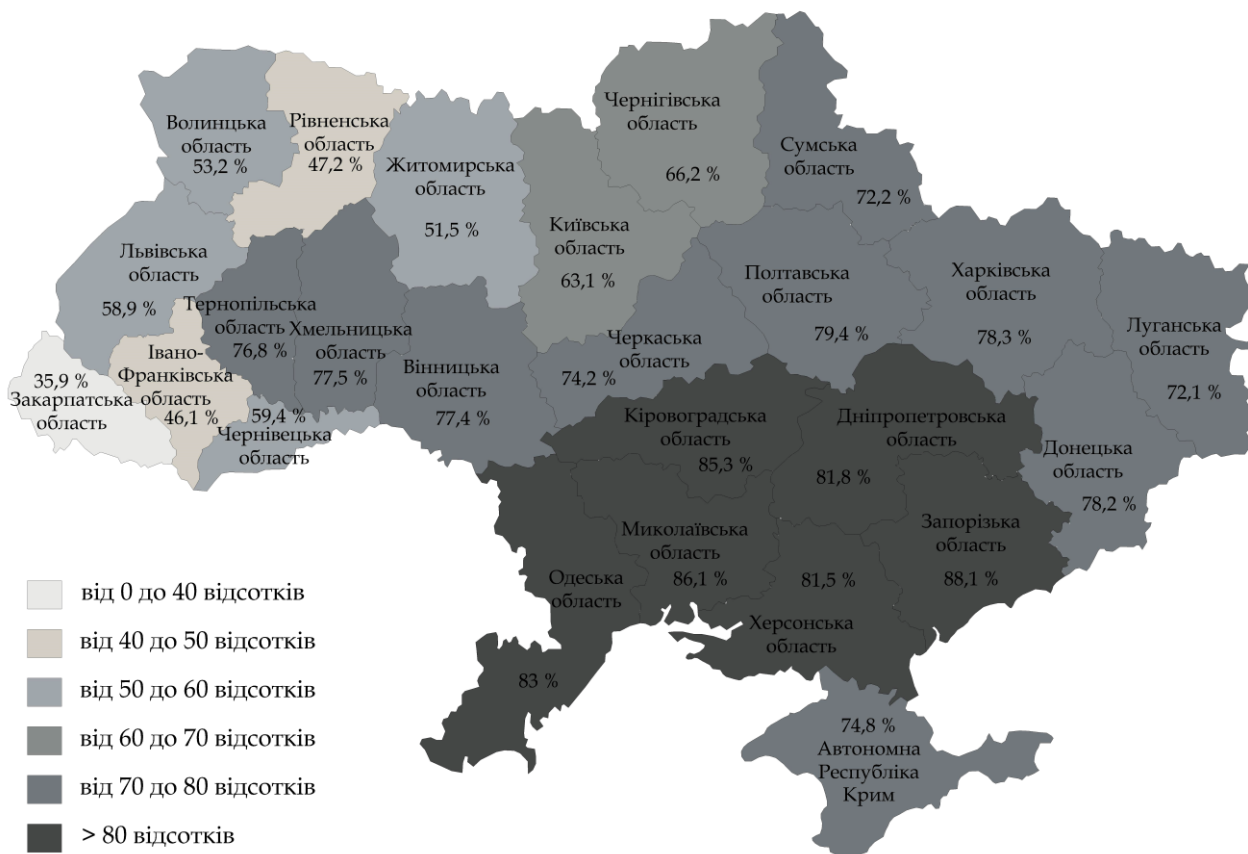 Чернігівська
область
66,2 %
Волинцька
область
53,2 %
Рівненська
область
47,2 %
Житомирська
область
51,5 %
Сумська
область
72,2 %
Київська
область
63,1 %
Львівська
область
58,9 %
Тернопільська
область
76,8 %
Хмельницька
область
77,5 %
Вінницька
область
77,4 %
Черкаська
область
74,2 %
Полтавська
область
79,4 %
Харківська
область
78,3 %
Луганська
область
72,1 %
35,9 %
Закарпатська
область
Івано-
Франківська
область
46,1 %
59,4 %
Чернівецька
область
Кіровоградська
область
85,3 %
Дніпропетровська
область
81,8 %
Донецька
область
78,2 %
Миколаївська
область
86,1 %
Запорізька
область
88,1 %
Одеська
область
83 %
81,5 %
Херсонська
область
74,8 %
Автономна
Республіка
Крим
від 0 до 40 відсотків
від 40 до 50 відсотків
від 50 до 60 відсотків
від 60 до 70 відсотків
від 70 до 80 відсотків
> 80 відсотків